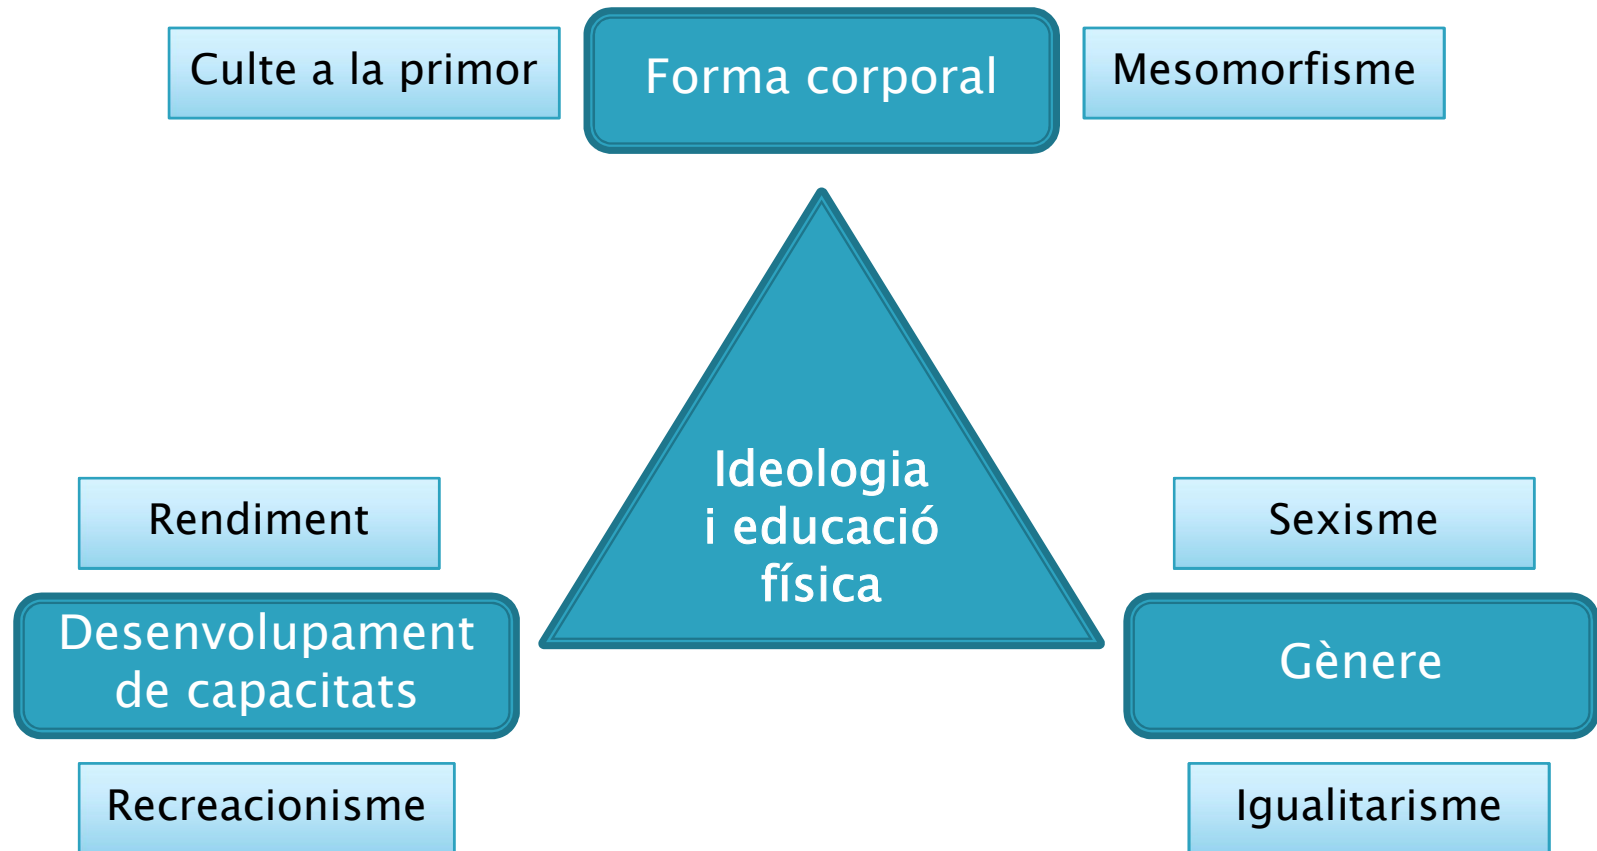 Culte a la primor
Forma corporal
Mesomorfisme
Ideologia
i educació
física
Rendiment
Desenvolupament
de capacitats
Recreacionisme
Sexisme
Gènere
Igualitarisme